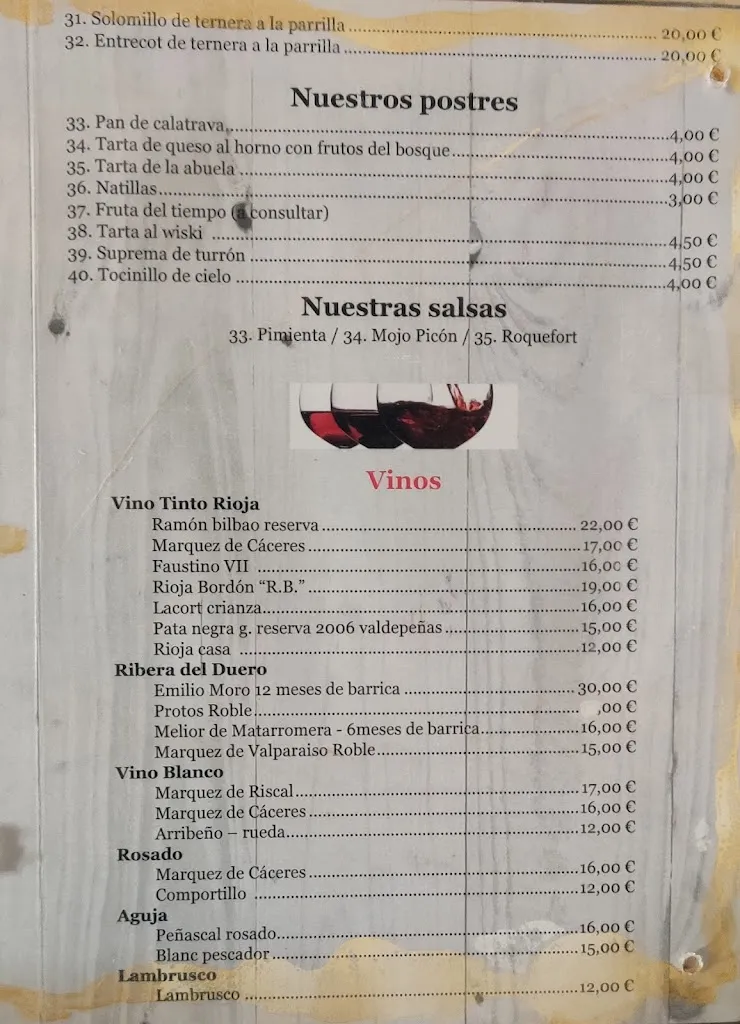 31. Solomillo de ternera a la parrilla ........ 20,00 €
32. Entrecot de ternera a la parrilla ........ 20,00 €
Nuestros postres
33. Pan de calatrava ........ 4,00 €
34. Tarta de queso al horno con frutos del bosque ........ 4,00 €
35. Tarta de la abuela ........ 4,00 €
36. Natillas ........ 3,00 €
37. Fruta del tiempo (a consultar)
38. Tarta al wiski ........ 4,50 €
39. Suprema de turrón ........ 4,50 €
40. Tocinillo de cielo ........ 4,00 €
Nuestras salsas
33. Pimienta / 34. Mojo Picón / 35. Roquefort
Vinos
Vino Tinto Rioja
Ramón bilbao reserva ........ 22,00 €
Marquez de Cáceres ........ 17,00 €
Faustino VII ........ 16,00 €
Rioja Bordón “R.B.” ........ 19,00 €
Lacort crianza ........ 16,00 €
Pata negra g. reserva 2006 valdepeñas ........ 15,00 €
Rioja casa ........ 12,00 €
Ribera del Duero
Emilio Moro 12 meses de barrica ........ 30,00 €
Protos Roble ........ ,00 €
Melior de Matarromera - 6meses de barrica ........ 16,00 €
Marquez de Valparaiso Roble ........ 15,00 €
Vino Blanco
Marquez de Riscal ........ 17,00 €
Marquez de Cáceres ........ 16,00 €
Arribeño – rueda ........ 12,00 €
Rosado
Marquez de Cáceres ........ 16,00 €
Comportillo ........ 12,00 €
Aguja
Peñascal rosado ........ 16,00 €
Blanc pescador ........ 15,00 €
Lambrusco
Lambrusco ........ 12,00 €